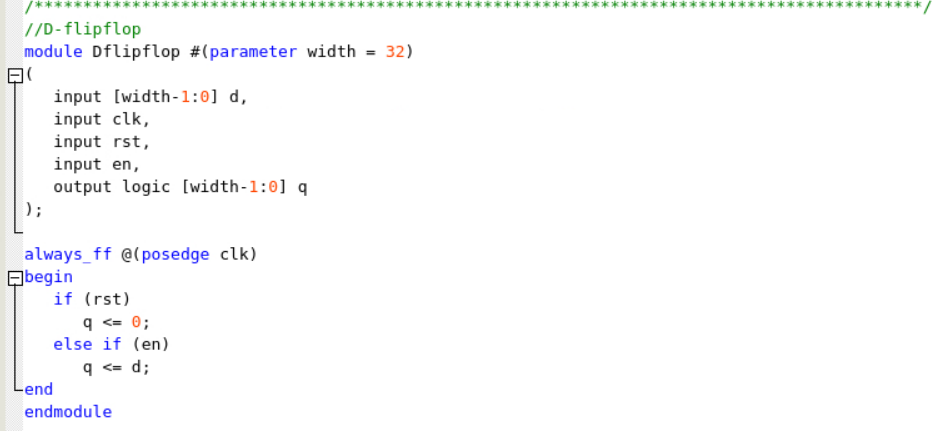 /*******************************************************************************************/
//D-flipflop
module Dflipflop #(parameter width = 32)
(
   input [width-1:0] d,
   input clk,
   input rst,
   input en,
   output logic [width-1:0] q
);
always_ff @(posedge clk)
begin
   if (rst)
      q <= 0;
   else if (en)
      q <= d;
end
endmodule